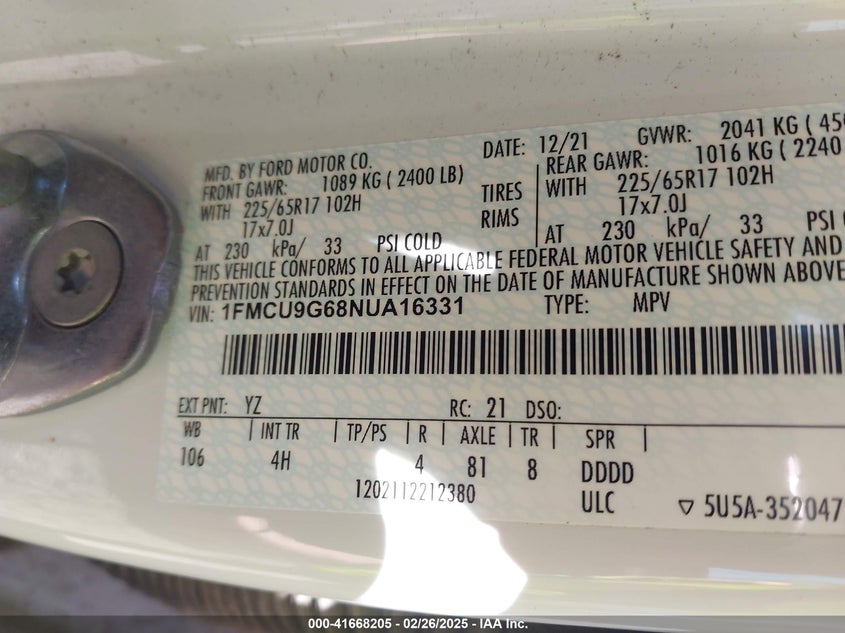 MFD. BY FORD MOTOR CO.
DATE: 12/21
GVWR: 2041 KG ( 450
FRONT GAWR: 1089 KG ( 2400 LB)
REAR GAWR: 1016 KG ( 2240
WITH 225/65R17 102H
TIRES
WITH 225/65R17 102H
17x7.0J
RIMS
17x7.0J
AT 230 kPa/ 33 PSI COLD
AT 230 kPa/ 33 PSI
THIS VEHICLE CONFORMS TO ALL APPLICABLE FEDERAL MOTOR VEHICLE SAFETY AND
PREVENTION STANDARDS IN EFFECT ON THE DATE OF MANUFACTURE SHOWN ABOVE
VIN: 1FMCU9G68NUA16331 TYPE: MPV
EXT PNT: YZ RC: 21 DSO:
WB | INT TR | TP/PS | R | AXLE | TR | SPR |
106 4H 4 81 8 DDDD
1202112212380 ULC ▽ 5U5A-352047
000-41668205 - 02/26/2025 - IAA Inc.